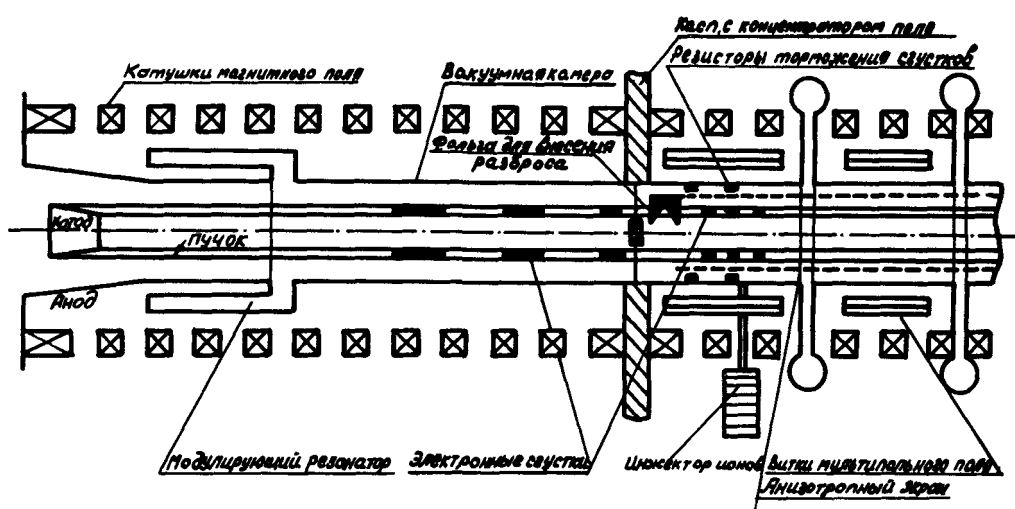 Касп, с концентратором поля
Резисторы торможения сгустков
Катушки магнитного поля
Вакуумная камера
Фольга для внесения
разброса
Катод
пучок
Анод
Модулирующий резонатор
Электронные сгустки
Инжектор ионов
Витки мультипольного поля
Анизотропный экран